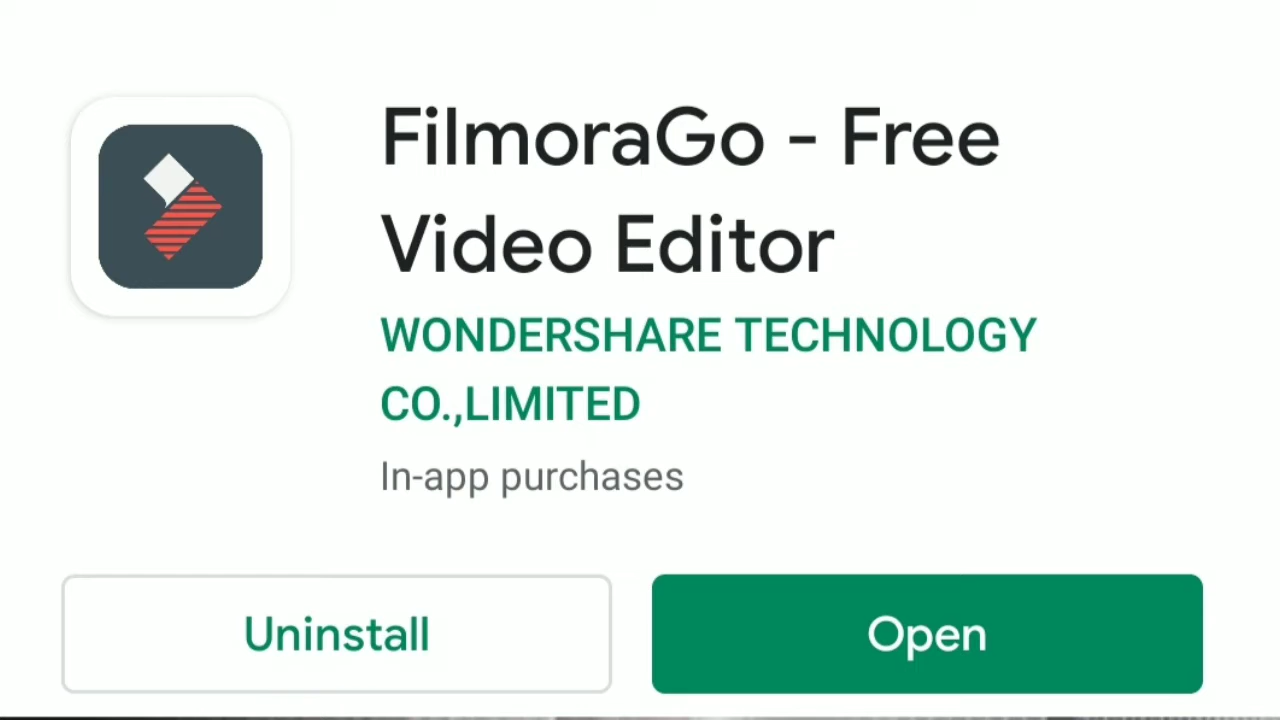 FilmoraGo - Free
Video Editor
WONDERSHARE TECHNOLOGY
CO.,LIMITED
In-app purchases
Uninstall
Open